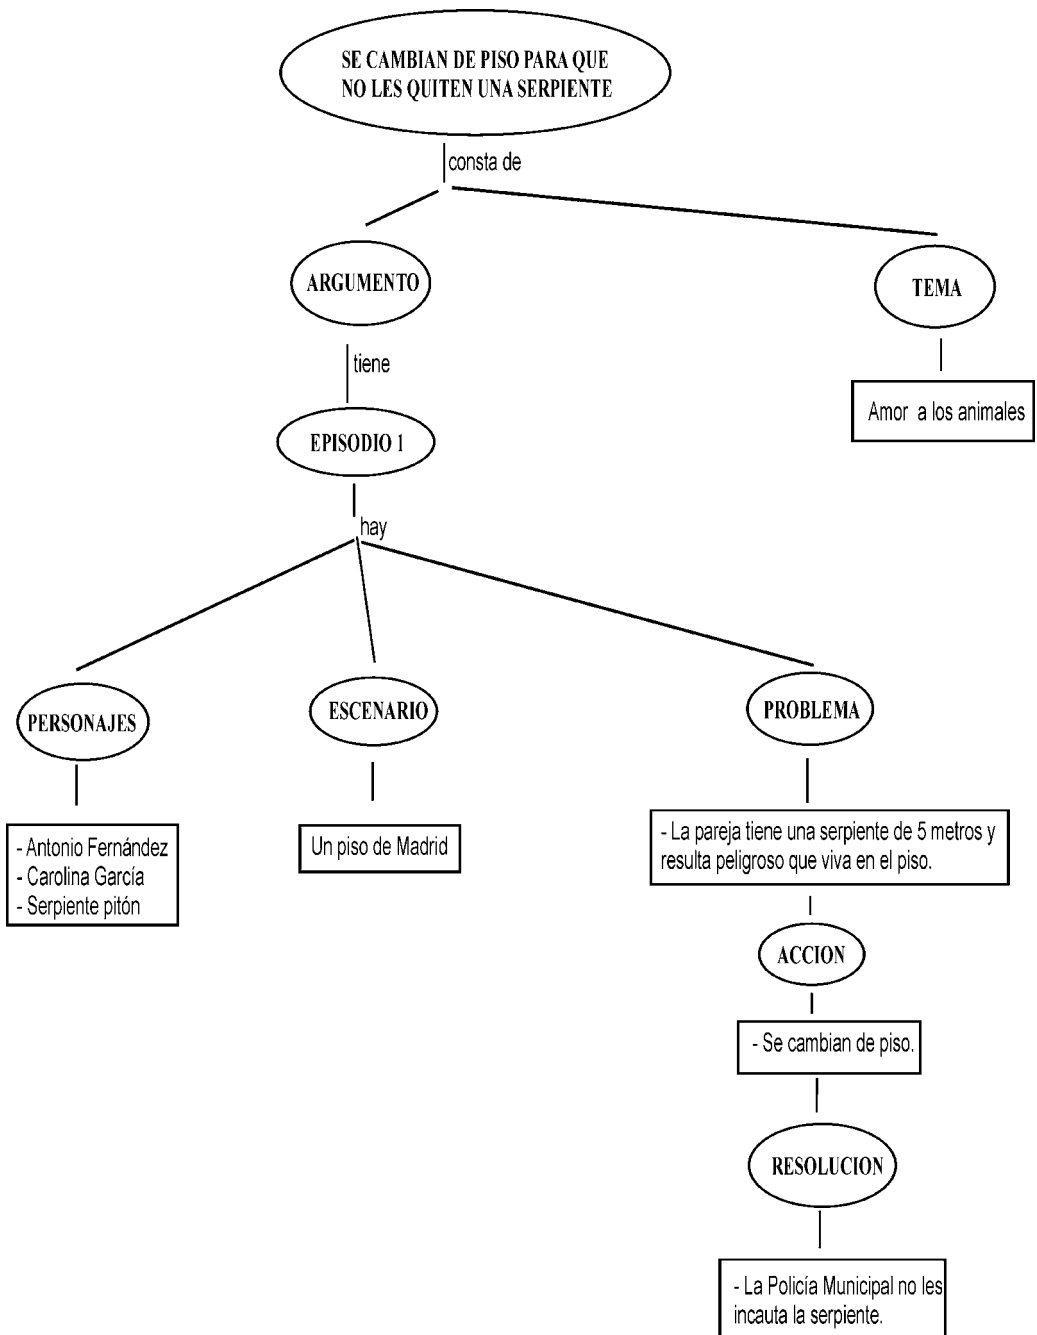 SE CAMBIAN DE PISO PARA QUE
NO LES QUITEN UNA SERPIENTE
consta de
ARGUMENTO
TEMA
tiene
Amor a los animales
EPISODIO 1
hay
PERSONAJES
ESCENARIO
PROBLEMA
- Antonio Fernández
- Carolina García
- Serpiente pitón
Un piso de Madrid
- La pareja tiene una serpiente de 5 metros y
resulta peligroso que viva en el piso.
ACCION
- Se cambian de piso.
RESOLUCION
- La Policía Municipal no les
incauta la serpiente.